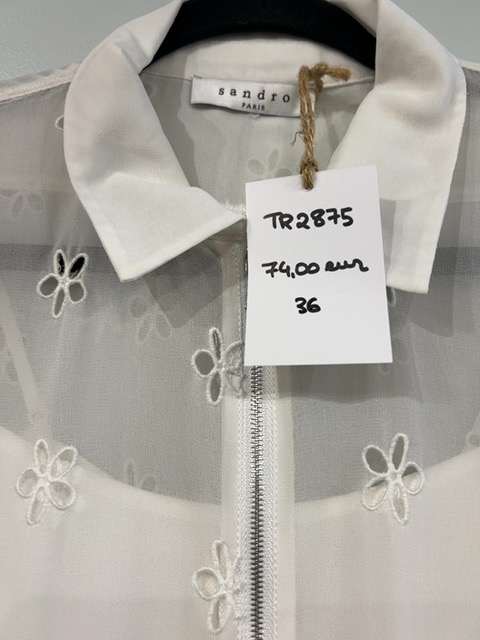 sandro
PARIS
TR2875
74,00 eur
36